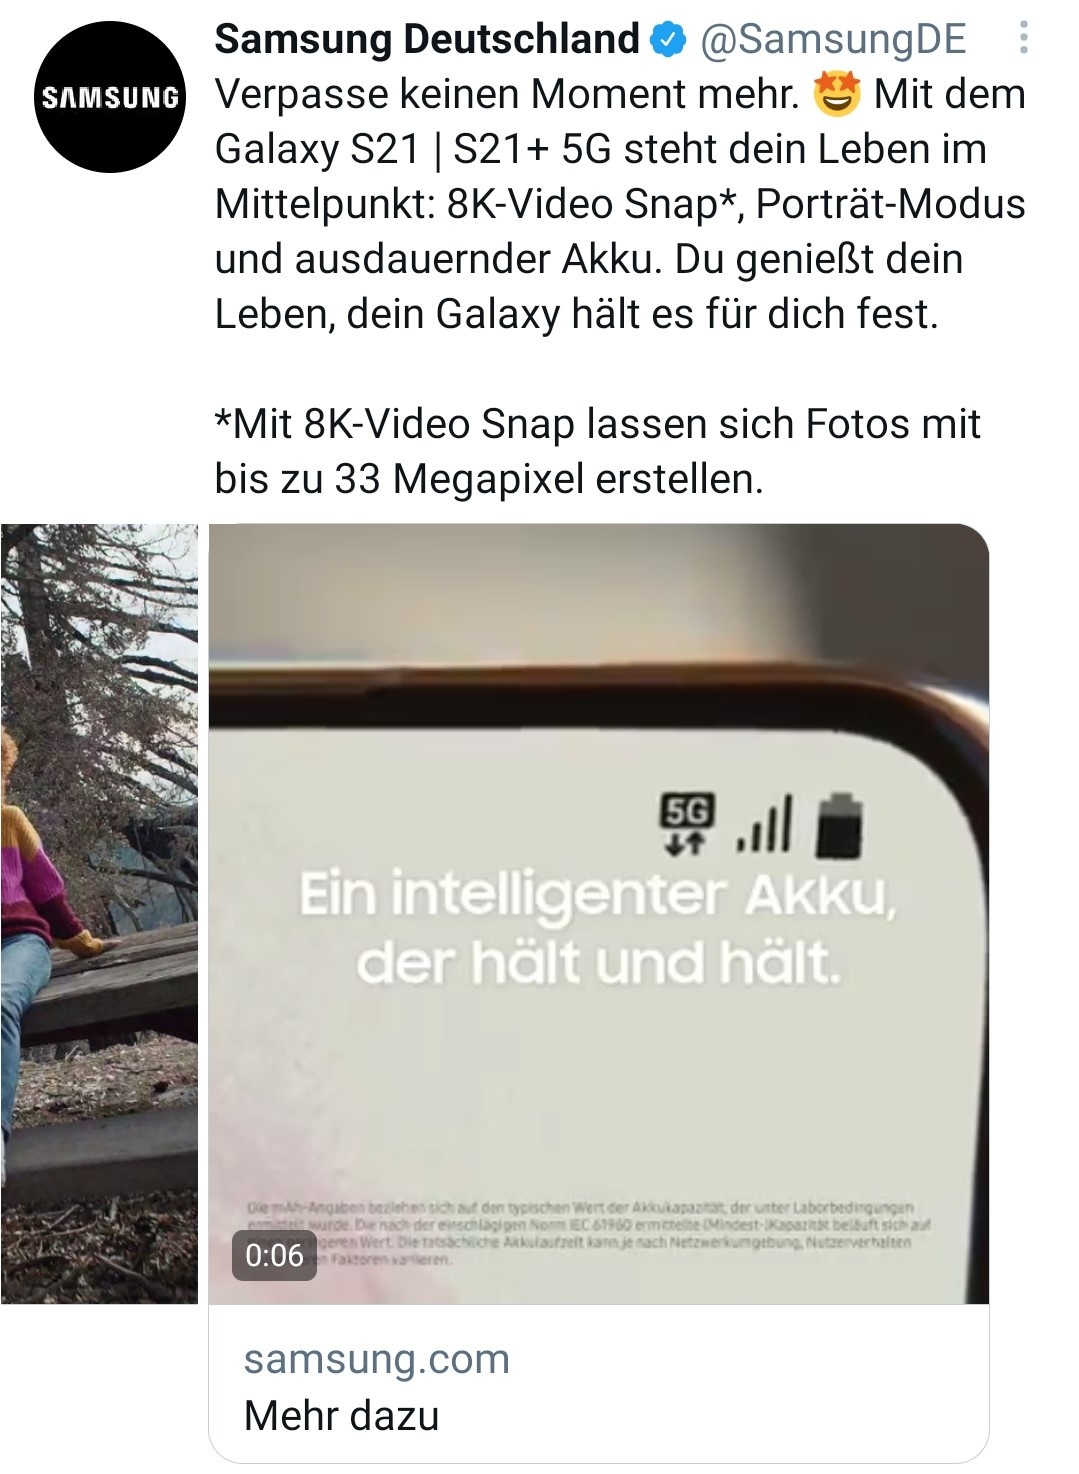 SAMSUNG
Samsung Deutschland @SamsungDE
Verpasse keinen Moment mehr. 🤩 Mit dem
Galaxy S21 | S21+ 5G steht dein Leben im
Mittelpunkt: 8K-Video Snap*, Porträt-Modus
und ausdauernder Akku. Du genießt dein
Leben, dein Galaxy hält es für dich fest.
*Mit 8K-Video Snap lassen sich Fotos mit
bis zu 33 Megapixel erstellen.
5G
Ein intelligenter Akku,
der hält und hält.
Die mAh-Angaben beziehen sich auf den typischen Wert der Akkukapazität, der unter Laborbedingungen
ermittelt wurde. Die nach der einschlägigen Norm IEC 61960 ermittelte (Mindest-)Kapazität beläuft sich auf
Wert. Die tatsächliche Akkulaufzeit kann je nach Netzwerkumgebung, Nutzerverhalten
Faktoren variieren.
0:06
samsung.com
Mehr dazu